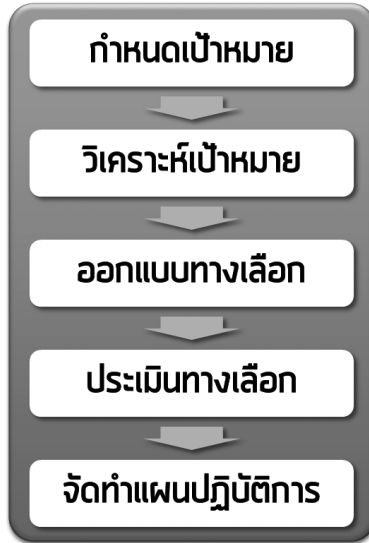 กำหนดเป้าหมาย
วิเคราะห์เป้าหมาย
ออกแบบทางเลือก
ประเมินทางเลือก
จัดทำแผนปฏิบัติการ